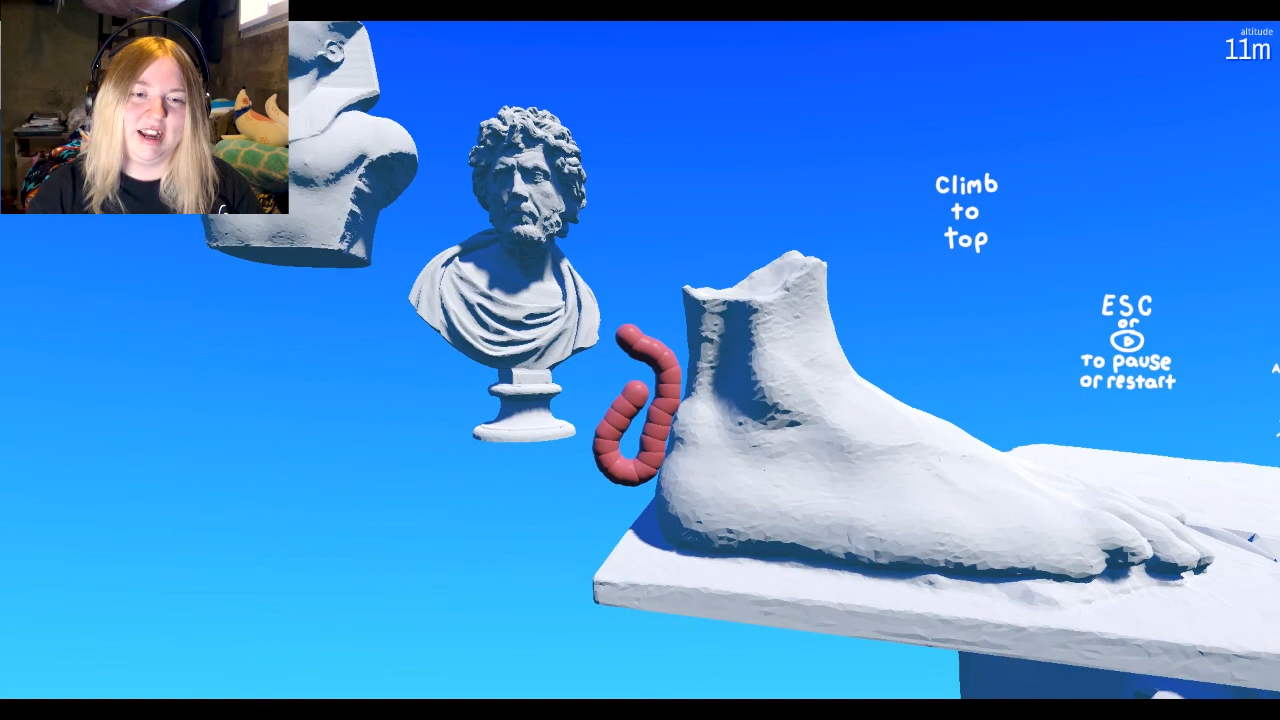 altitude
11m
Climb
to
top
ESC
or
To pause
or restart